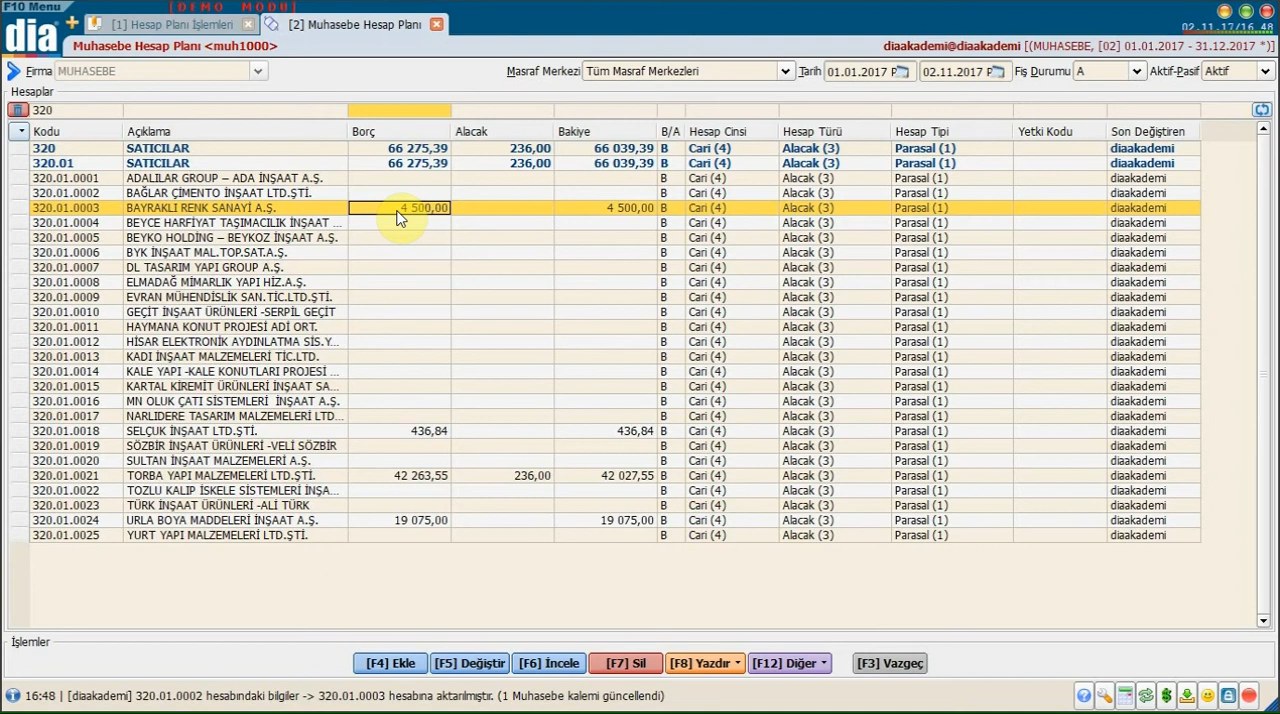 F10 Menu
[DEMO MODU]
dia
[1] Hesap Planı İşlemleri
[2] Muhasebe Hesap Planı
02.11.17/16 48
Muhasebe Hesap Planı <muh1000>
diaakademi@diaakademi [(MUHASEBE, [02] 01.01.2017 - 31.12.2017 *)]
Firma MUHASEBE Masraf Merkezi Tüm Masraf Merkezleri Tarih 01.01.2017 P 02.11.2017 P Fiş Durumu A Aktif-Pasif Aktif
Hesaplar
320
Kodu Açıklama Borç Alacak Bakiye B/A Hesap Cinsi Hesap Türü Hesap Tipi Yetki Kodu Son Değiştiren
320 SATICILAR 66 275,39 236,00 66 039,39 B Cari (4) Alacak (3) Parasal (1) diaakademi
320.01 SATICILAR 66 275,39 236,00 66 039,39 B Cari (4) Alacak (3) Parasal (1) diaakademi
320.01.0001 ADALILAR GROUP – ADA İNŞAAT A.Ş. B Cari (4) Alacak (3) Parasal (1) diaakademi
320.01.0002 BAĞLAR ÇİMENTO İNŞAAT LTD.ŞTİ. B Cari (4) Alacak (3) Parasal (1) diaakademi
320.01.0003 BAYRAKLI RENK SANAYİ A.Ş. 4 500,00 4 500,00 B Cari (4) Alacak (3) Parasal (1) diaakademi
320.01.0004 BEYCE HARFİYAT TAŞIMACILIK İNŞAAT ... B Cari (4) Alacak (3) Parasal (1) diaakademi
320.01.0005 BEYKO HOLDİNG – BEYKOZ İNŞAAT A.Ş. B Cari (4) Alacak (3) Parasal (1) diaakademi
320.01.0006 BYK İNŞAAT MAL.TOP.SAT.A.Ş. B Cari (4) Alacak (3) Parasal (1) diaakademi
320.01.0007 DL TASARIM YAPI GROUP A.Ş. B Cari (4) Alacak (3) Parasal (1) diaakademi
320.01.0008 ELMADAĞ MİMARLIK YAPI HİZ.A.Ş. B Cari (4) Alacak (3) Parasal (1) diaakademi
320.01.0009 EVRAN MÜHENDİSLİK SAN.TİC.LTD.ŞTİ. B Cari (4) Alacak (3) Parasal (1) diaakademi
320.01.0010 GEÇİT İNŞAAT ÜRÜNLERİ -SERPİL GEÇİT B Cari (4) Alacak (3) Parasal (1) diaakademi
320.01.0011 HAYMANA KONUT PROJESİ ADİ ORT. B Cari (4) Alacak (3) Parasal (1) diaakademi
320.01.0012 HİSAR ELEKTRONİK AYDINLATMA SİS.Y... B Cari (4) Alacak (3) Parasal (1) diaakademi
320.01.0013 KADI İNŞAAT MALZEMELERİ TİC.LTD. B Cari (4) Alacak (3) Parasal (1) diaakademi
320.01.0014 KALE YAPI -KALE KONUTLARI PROJESİ ... B Cari (4) Alacak (3) Parasal (1) diaakademi
320.01.0015 KARTAL KİREMİT ÜRÜNLERİ İNŞAAT SA... B Cari (4) Alacak (3) Parasal (1) diaakademi
320.01.0016 MN OLUK ÇATI SİSTEMLERİ İNŞAAT A.Ş. B Cari (4) Alacak (3) Parasal (1) diaakademi
320.01.0017 NARLIDERE TASARIM MALZEMELERİ LTD... B Cari (4) Alacak (3) Parasal (1) diaakademi
320.01.0018 SELÇUK İNŞAAT LTD.ŞTİ. 436,84 436,84 B Cari (4) Alacak (3) Parasal (1) diaakademi
320.01.0019 SÖZBİR İNŞAAT ÜRÜNLERİ -VELİ SÖZBİR B Cari (4) Alacak (3) Parasal (1) diaakademi
320.01.0020 SULTAN İNŞAAT MALZEMELERİ A.Ş. B Cari (4) Alacak (3) Parasal (1) diaakademi
320.01.0021 TORBA YAPI MALZEMELERİ LTD.ŞTİ. 42 263,55 236,00 42 027,55 B Cari (4) Alacak (3) Parasal (1) diaakademi
320.01.0022 TOZLU KALIP İSKELE SİSTEMLERİ İNŞA... B Cari (4) Alacak (3) Parasal (1) diaakademi
320.01.0023 TÜRK İNŞAAT ÜRÜNLERİ -ALİ TÜRK B Cari (4) Alacak (3) Parasal (1) diaakademi
320.01.0024 URLA BOYA MADDELERİ İNŞAAT A.Ş. 19 075,00 19 075,00 B Cari (4) Alacak (3) Parasal (1) diaakademi
320.01.0025 YURT YAPI MALZEMELERİ LTD.ŞTİ. B Cari (4) Alacak (3) Parasal (1) diaakademi
İşlemler
[F4] Ekle [F5] Değiştir [F6] İncele [F7] Sil [F8] Yazdır [F12] Diğer [F3] Vazgeç
16:48 | [diaakademi] 320.01.0002 hesabındaki bilgiler -> 320.01.0003 hesabına aktarılmıştır. (1 Muhasebe kalemi güncellendi)